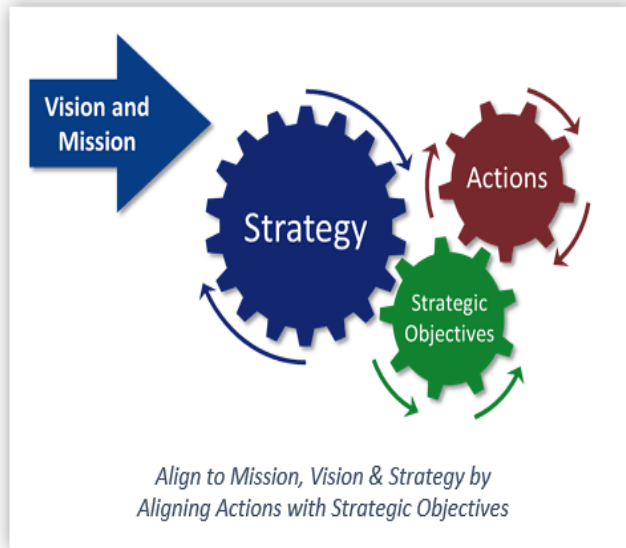 Vision and
Mission
Strategy
Actions
Strategic
Objectives
Align to Mission, Vision & Strategy by
Aligning Actions with Strategic Objectives